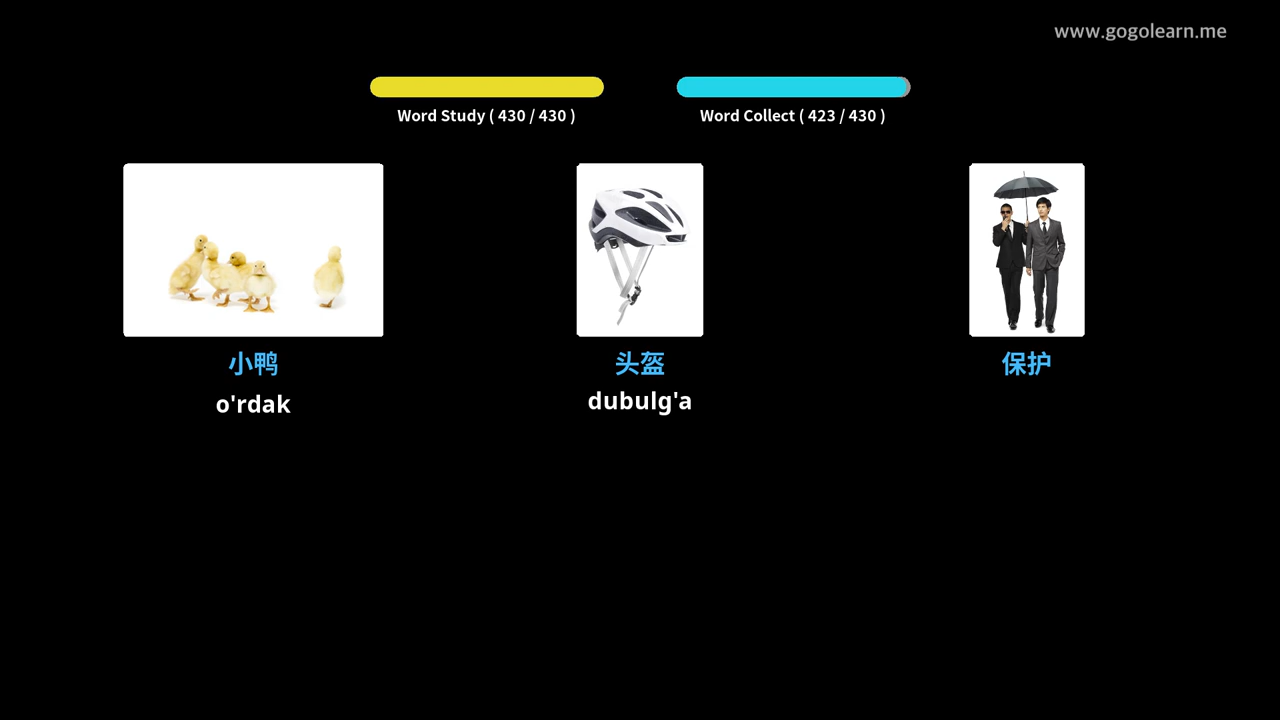 www.gogolearn.me
Word Study ( 430 / 430 )
Word Collect ( 423 / 430 )
小鸭
头盔
保护
o'rdak
dubulg'a